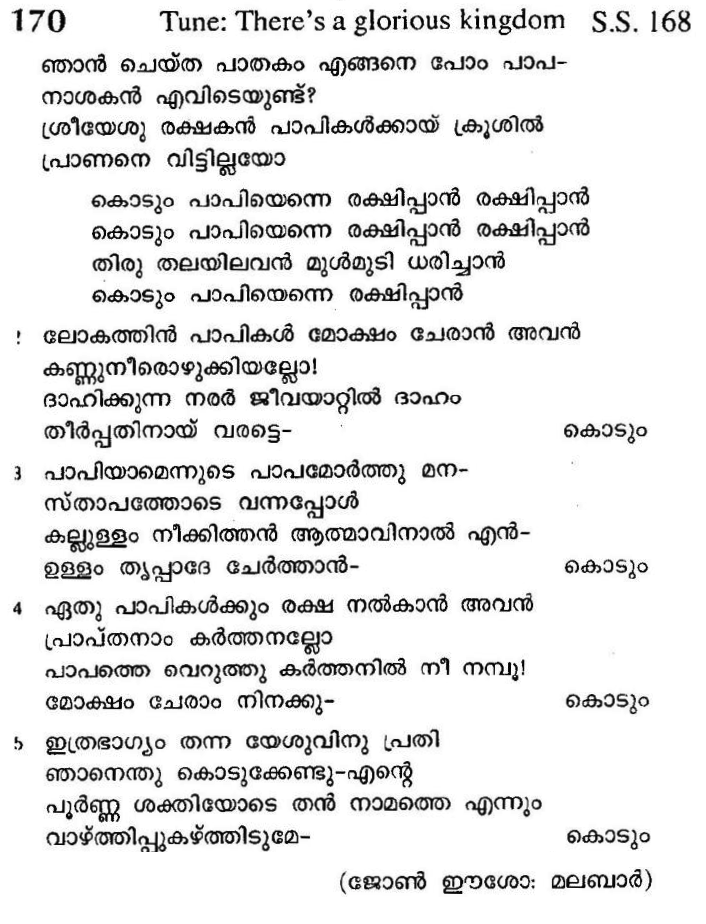 170 Tune: There's a glorious kingdom S.S. 168
ഞാൻ ചെയ്ത പാതകം എങ്ങനെ പോം പാപ-
നാശകൻ എവിടെയുണ്ട്?
ശ്രീയേശു രക്ഷകൻ പാപികൾക്കായ് ക്രൂശിൽ
പ്രാണനെ വിട്ടില്ലയോ
കൊടും പാപിയെന്നെ രക്ഷിപ്പാൻ രക്ഷിപ്പാൻ
കൊടും പാപിയെന്നെ രക്ഷിപ്പാൻ രക്ഷിപ്പാൻ
തിരു തലയിലവൻ മുൾമുടി ധരിച്ചാൻ
കൊടും പാപിയെന്നെ രക്ഷിപ്പാൻ
ലോകത്തിൻ പാപികൾ മോക്ഷം ചേരാൻ അവൻ
കണ്ണുനീരൊഴുക്കിയല്ലോ!
ദാഹിക്കുന്ന നരർ ജീവയാറ്റിൽ ദാഹം
തീർപ്പതിനായ് വരട്ടെ- കൊടും
3 പാപിയാമെന്നുടെ പാപമോർത്തു മന-
സ്താപത്തോടെ വന്നപ്പോൾ
കല്ലുള്ളം നീക്കിത്തൻ ആത്മാവിനാൽ എൻ-
ഉള്ളം തൃപ്പാദേ ചേർത്താൻ- കൊടും
4 ഏതു പാപികൾക്കും രക്ഷ നൽകാൻ അവൻ
പ്രാപ്തനാം കർത്തനല്ലോ
പാപത്തെ വെറുത്തു കർത്തനിൽ നീ നമ്പൂ!
മോക്ഷം ചേരാം നിനക്കു- കൊടും
5 ഇത്രഭാഗ്യം തന്ന യേശുവിനു പ്രതി
ഞാനെന്തു കൊടുക്കേണ്ടു-എന്റെ
പൂർണ്ണ ശക്തിയോടെ തൻ നാമത്തെ എന്നും
വാഴ്ത്തിപ്പുകഴ്ത്തിടുമേ- കൊടും
(ജോൺ ഈശോ: മലബാർ)